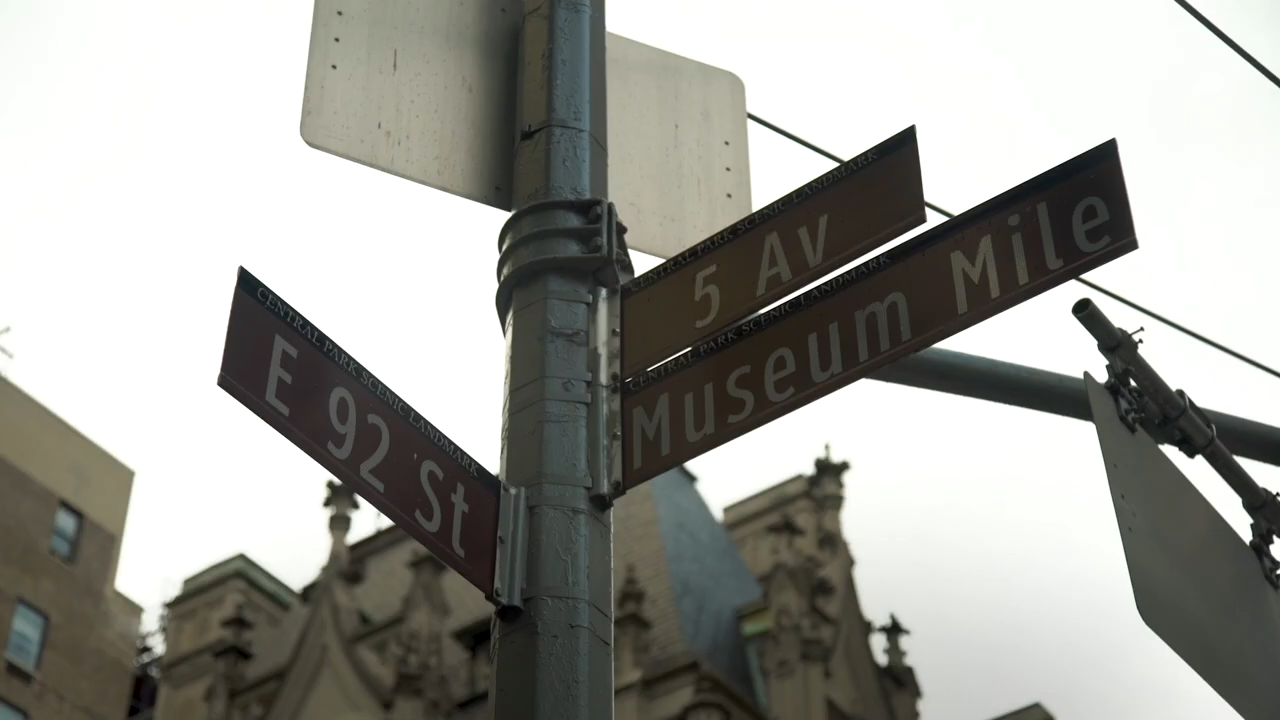 CENTRAL PARK SCENIC LANDMARK
E 92 St
CENTRAL PARK SCENIC LANDMARK
5 Av
CENTRAL PARK SCENIC LANDMARK
Museum Mile